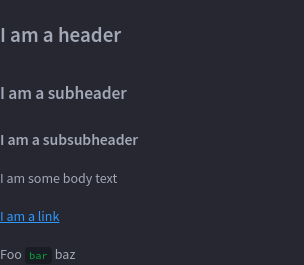 I am a header
I am a subheader
I am a subsubheader
I am some body text
I am a link
Foo bar baz